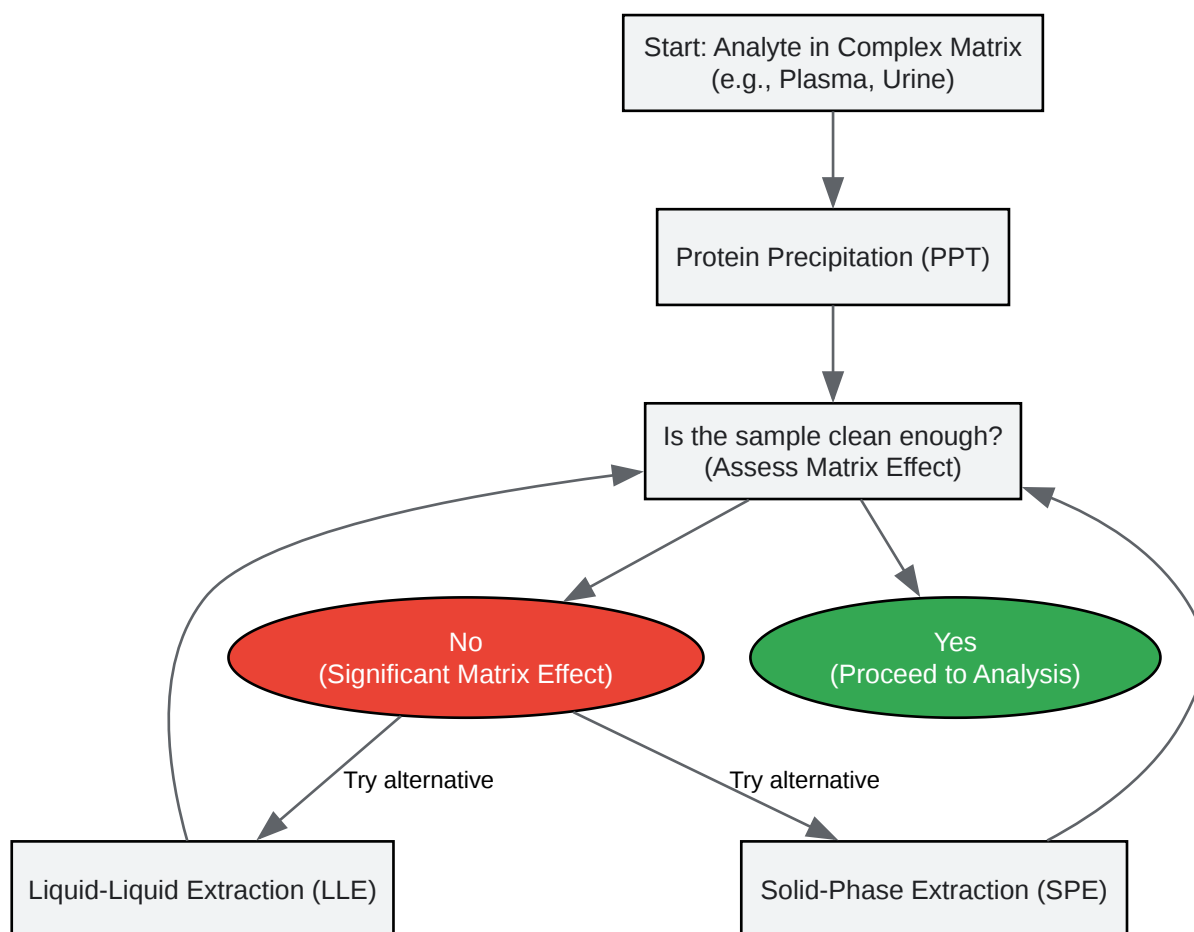 Start: Analyte in Complex Matrix
(e.g., Plasma, Urine)
Protein Precipitation (PPT)
Is the sample clean enough?
(Assess Matrix Effect)
No
(Significant Matrix Effect)
Yes
(Proceed to Analysis)
Try alternative
Try alternative
Liquid-Liquid Extraction (LLE)
Solid-Phase Extraction (SPE)